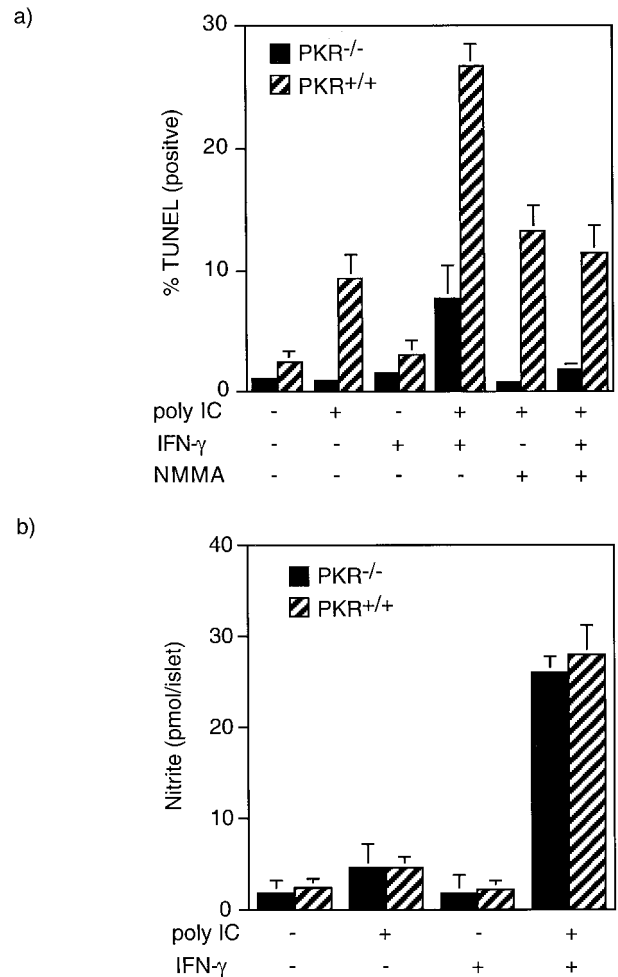 a)
30
20
10
0
% TUNEL (positve)
PKR-/-
PKR+/+
poly IC - + - + + +
IFN-γ - - + + - +
NMMA - - - - + +
b)
40
30
20
10
0
Nitrite (pmol/islet)
PKR-/-
PKR+/+
poly IC - + - +
IFN-γ - - + +